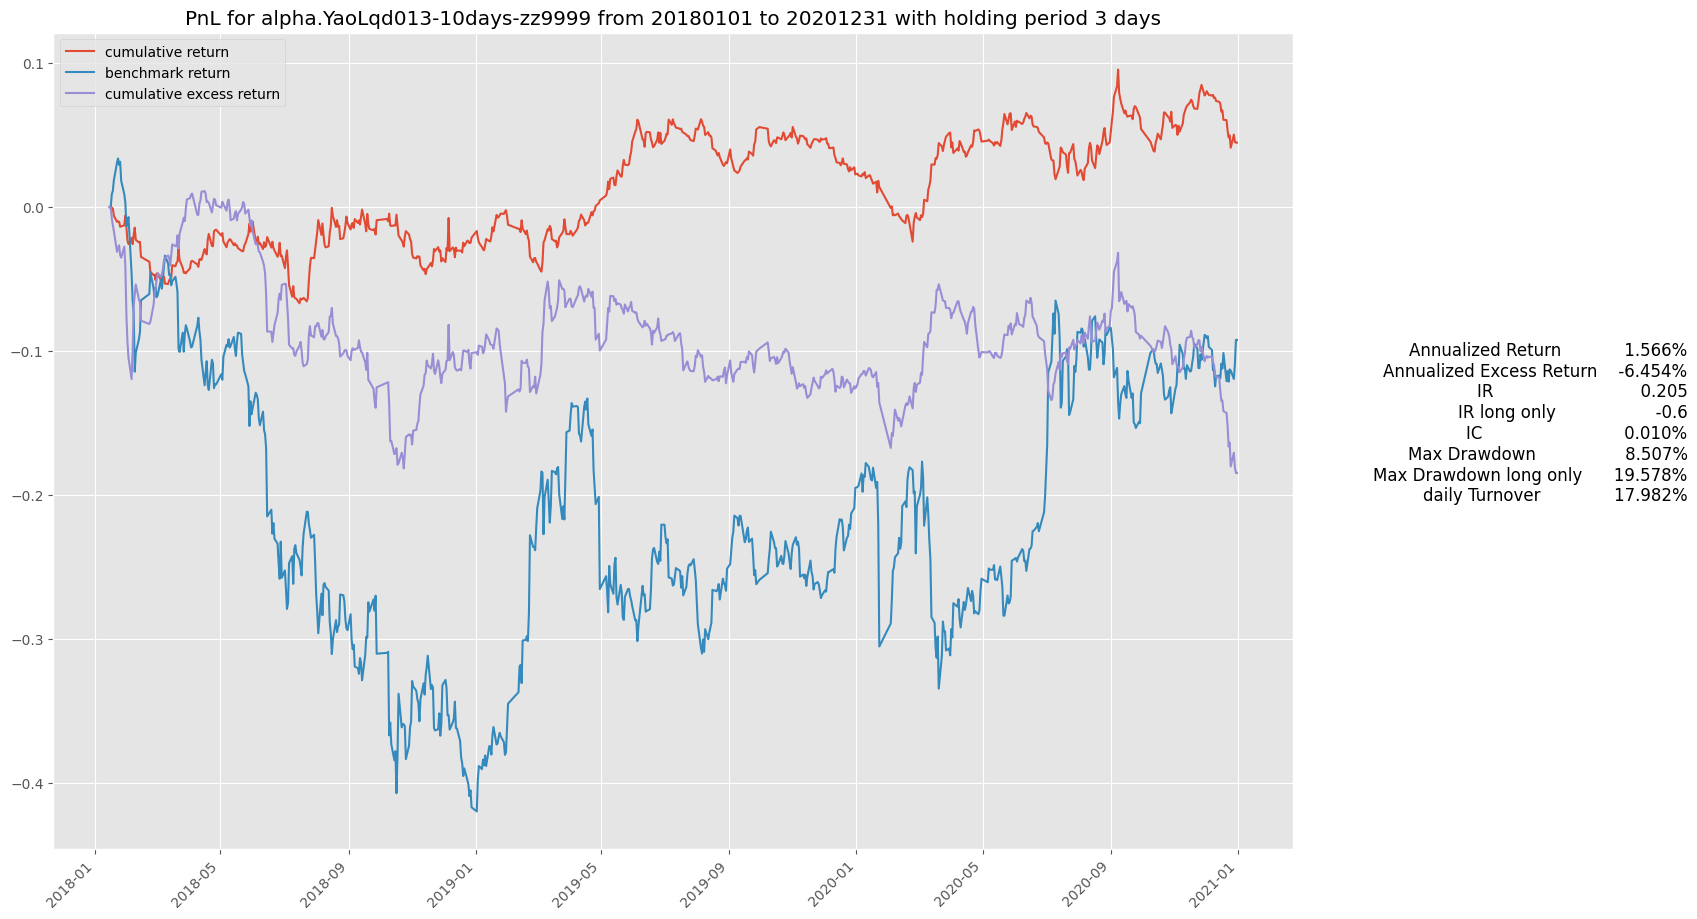 PnL for alpha.YaoLqd013-10days-zz9999 from 20180101 to 20201231 with holding period 3 days
cumulative return
benchmark return
cumulative excess return
0.1
0.0
−0.1
−0.2
−0.3
−0.4
2018-01
2018-05
2018-09
2019-01
2019-05
2019-09
2020-01
2020-05
2020-09
2021-01
Annualized Return 1.566%
Annualized Excess Return -6.454%
IR 0.205
IR long only -0.6
IC 0.010%
Max Drawdown 8.507%
Max Drawdown long only 19.578%
daily Turnover 17.982%